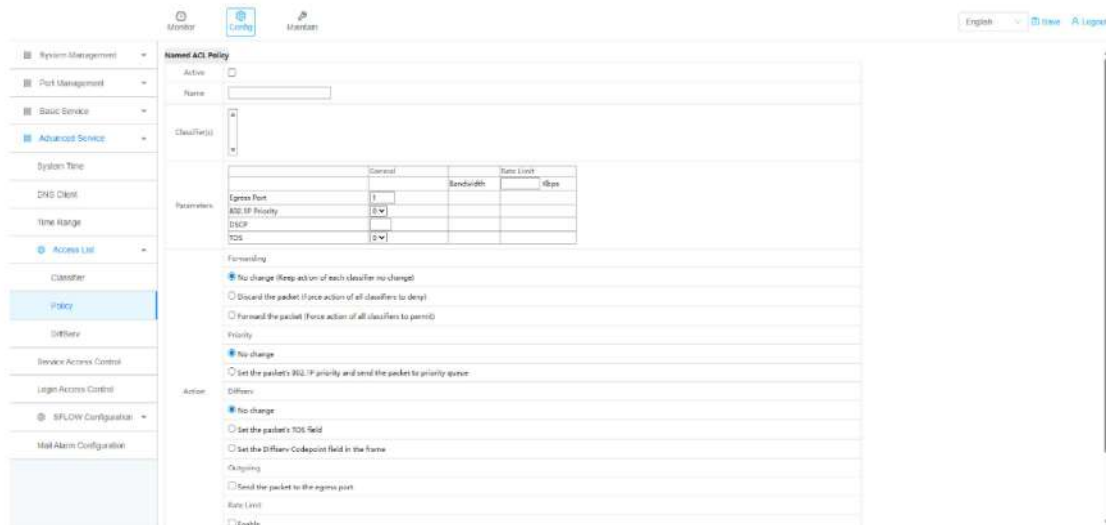 Monitor
Config
Maintain
English
Save
Logout
System Management
Port Management
Basic Service
Advanced Service
System Time
DNS Client
Time Range
Access List
Classifier
Policy
DiffServ
Service Access Control
Login Access Control
SFLOW Configuration
Mail Alarm Configuration
Named ACL Policy
Active
Name
Classifier(s)
Parameters
General
Rate Limit
Bandwidth Kbps
Egress Port 1
802.1P Priority 0
DSCP
TOS 0
Action
Forwarding
No change (Keep action of each classifier no change)
Discard the packet (Force action of all classifiers to deny)
Forward the packet (Force action of all classifiers to permit)
Priority
No change
Set the packet's 802.1P priority and send the packet to priority queue
Diffserv
No change
Set the packet's TOS field
Set the Diffserv Codepoint field in the frame
Outgoing
Send the packet to the egress port
Rate Limit
Enable